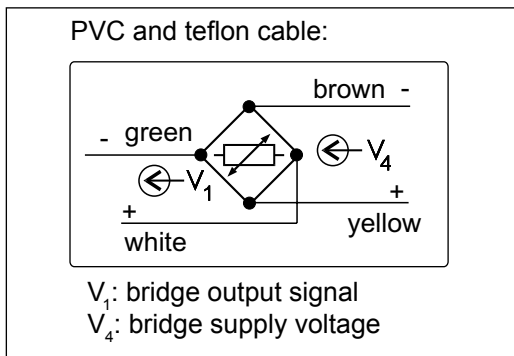 PVC and teflon cable:
brown -
- green
V4
V1
+
+
white
yellow
V1: bridge output signal
V4: bridge supply voltage